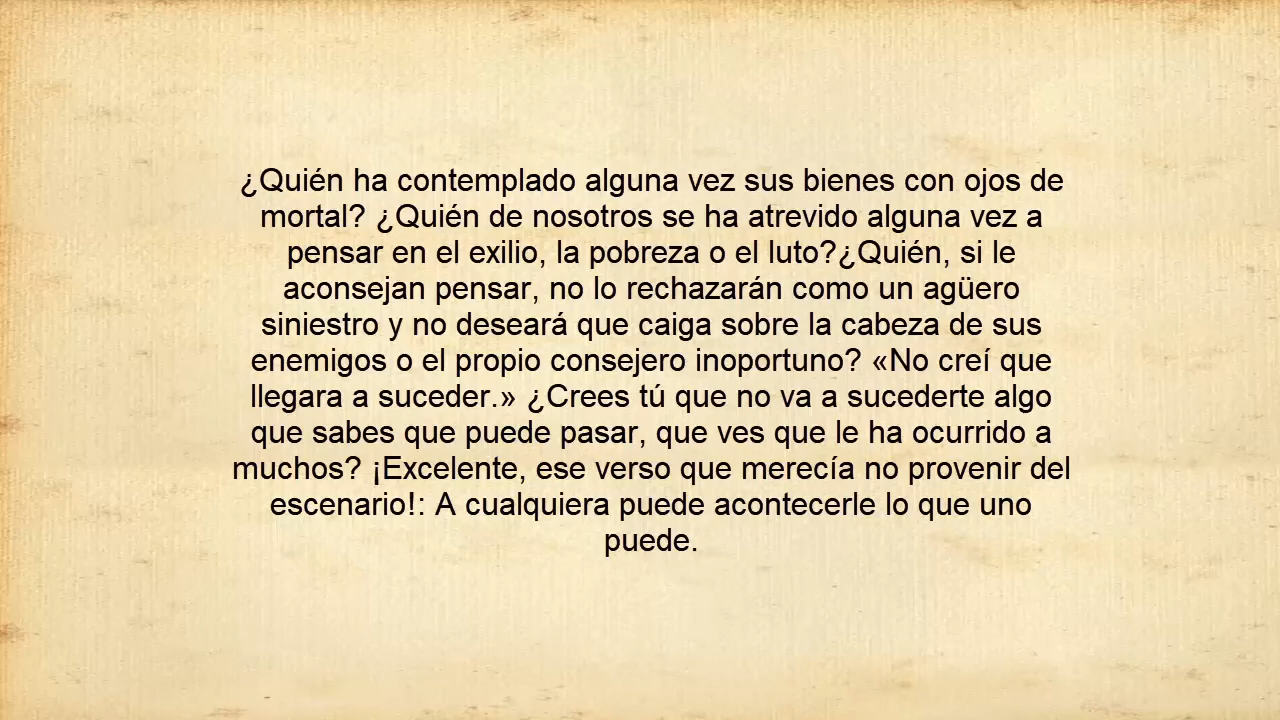 ¿Quién ha contemplado alguna vez sus bienes con ojos de
mortal? ¿Quién de nosotros se ha atrevido alguna vez a
pensar en el exilio, la pobreza o el luto?¿Quién, si le
aconsejan pensar, no lo rechazarán como un agüero
siniestro y no deseará que caiga sobre la cabeza de sus
enemigos o el propio consejero inoportuno? «No creí que
llegara a suceder.» ¿Crees tú que no va a sucederte algo
que sabes que puede pasar, que ves que le ha ocurrido a
muchos? ¡Excelente, ese verso que merecía no provenir del
escenario!: A cualquiera puede acontecerle lo que uno
puede.